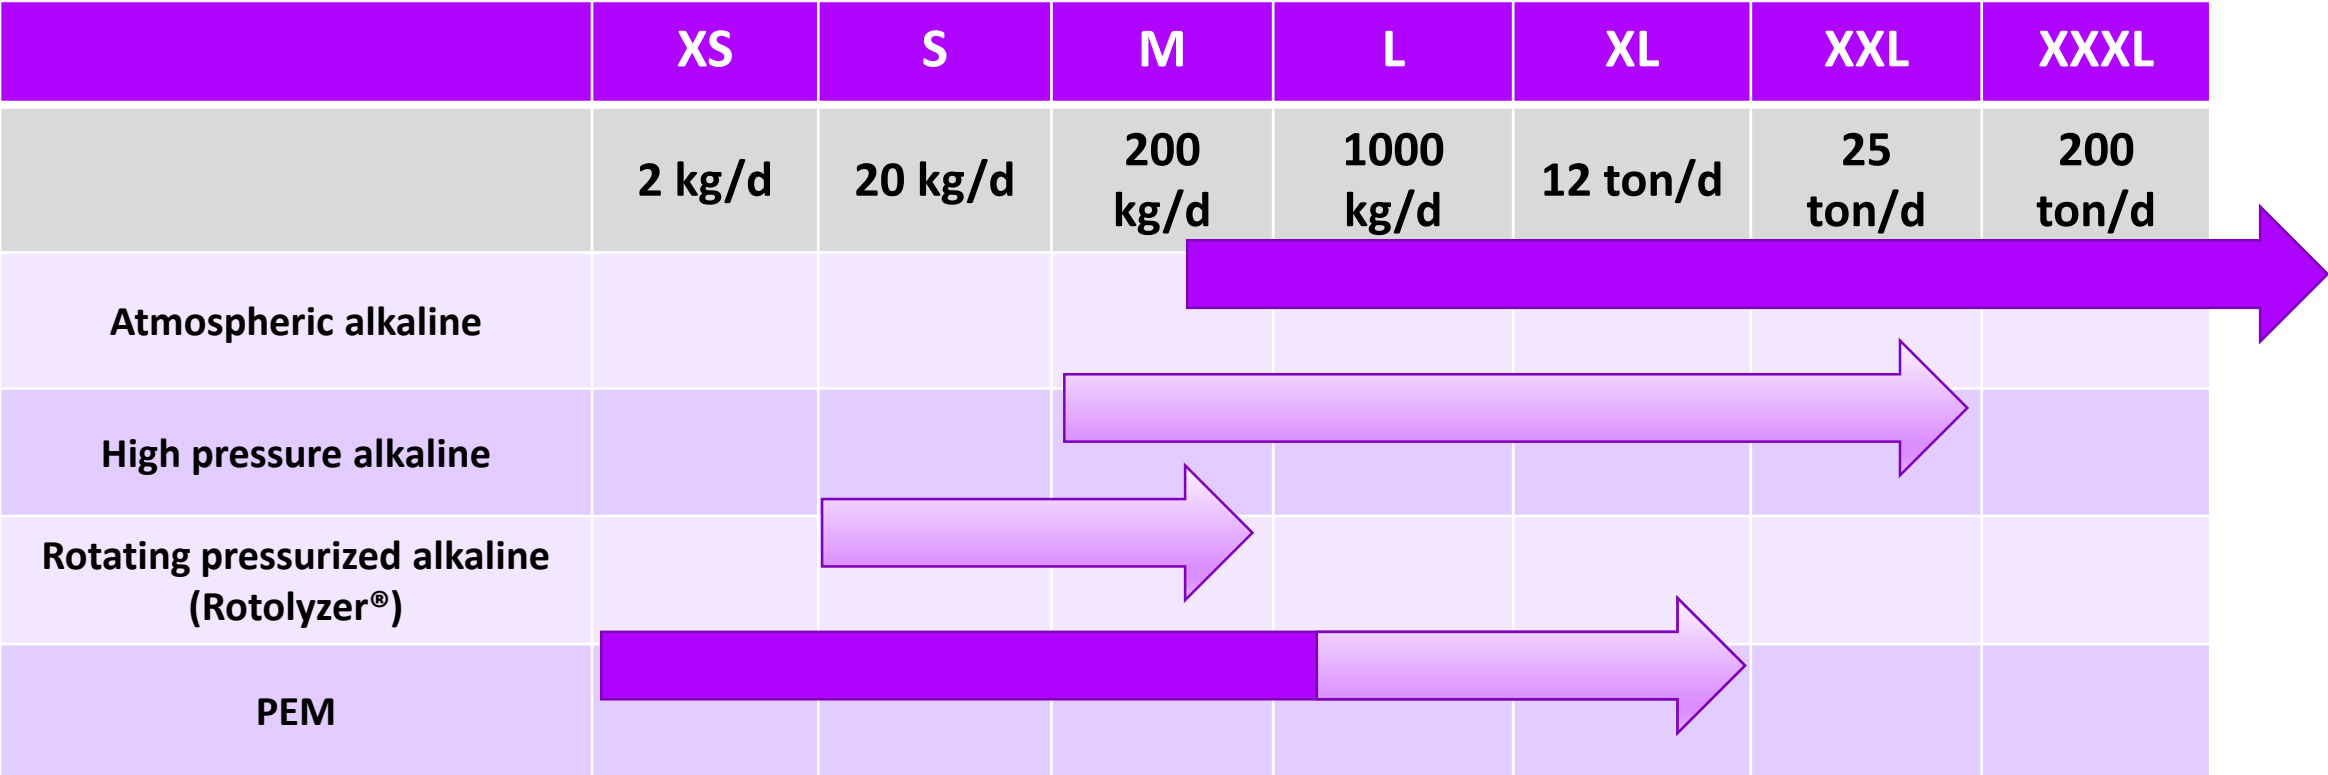 XS S M L XL XXL XXXL
2 kg/d 20 kg/d 200 kg/d 1000 kg/d 12 ton/d 25 ton/d 200 ton/d
Atmospheric alkaline
High pressure alkaline
Rotating pressurized alkaline
(Rotolyzer®)
PEM